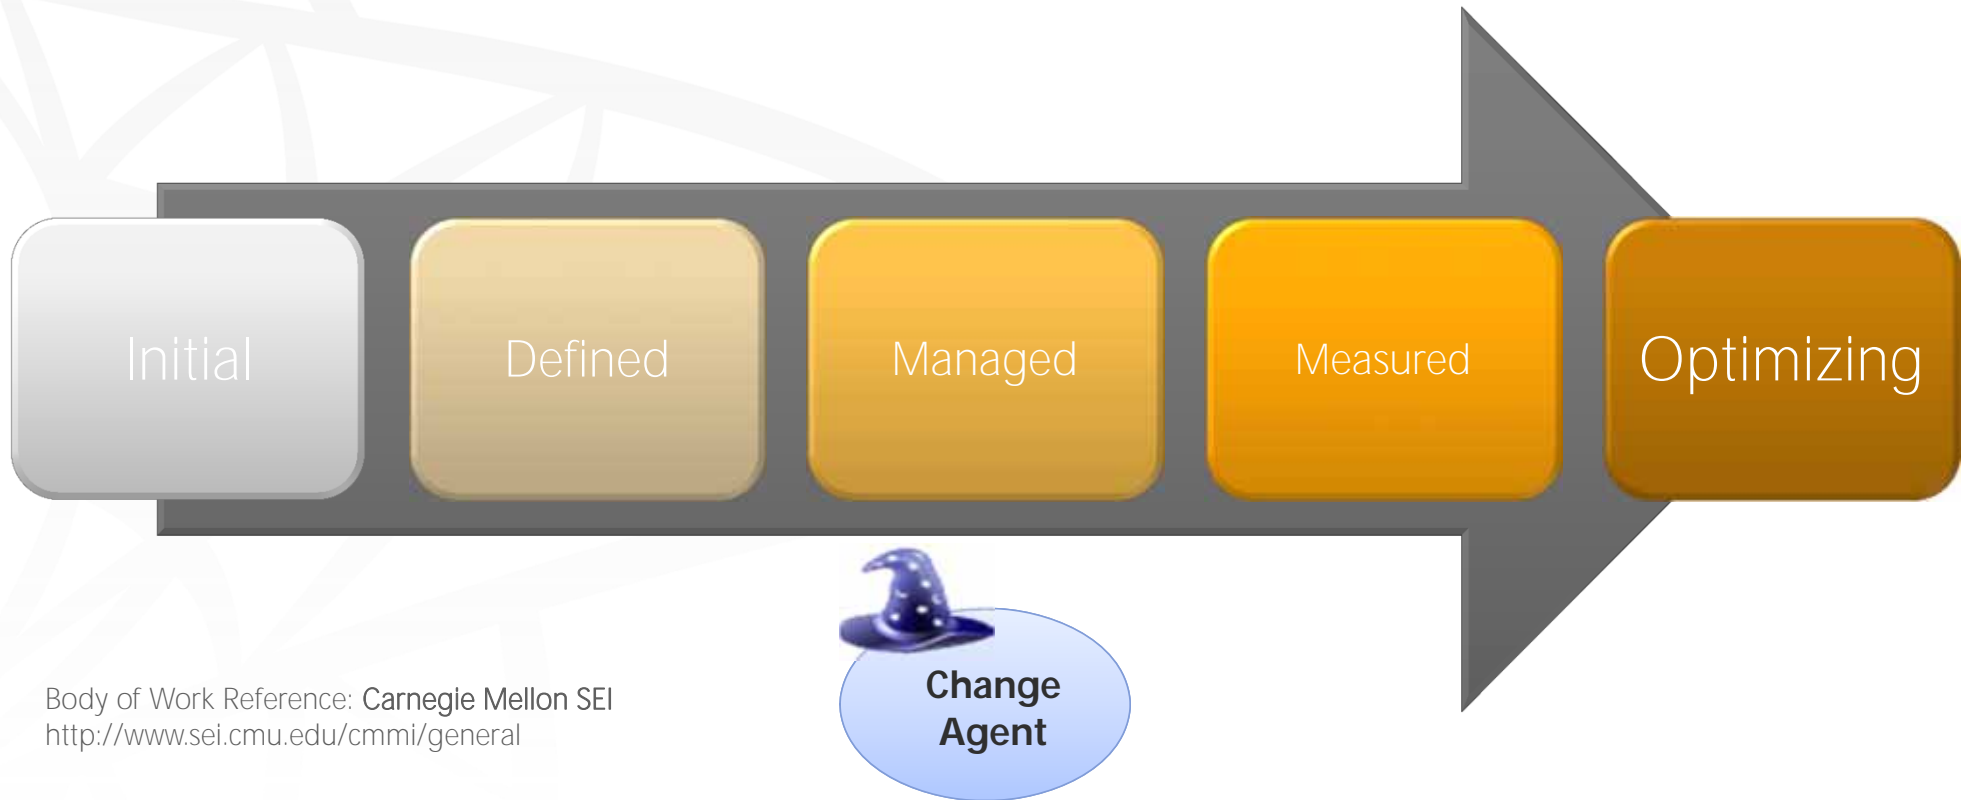 Initial
Defined
Managed
Measured
Optimizing
Change
Agent
Body of Work Reference: Carnegie Mellon SEI
http://www.sei.cmu.edu/cmmi/general